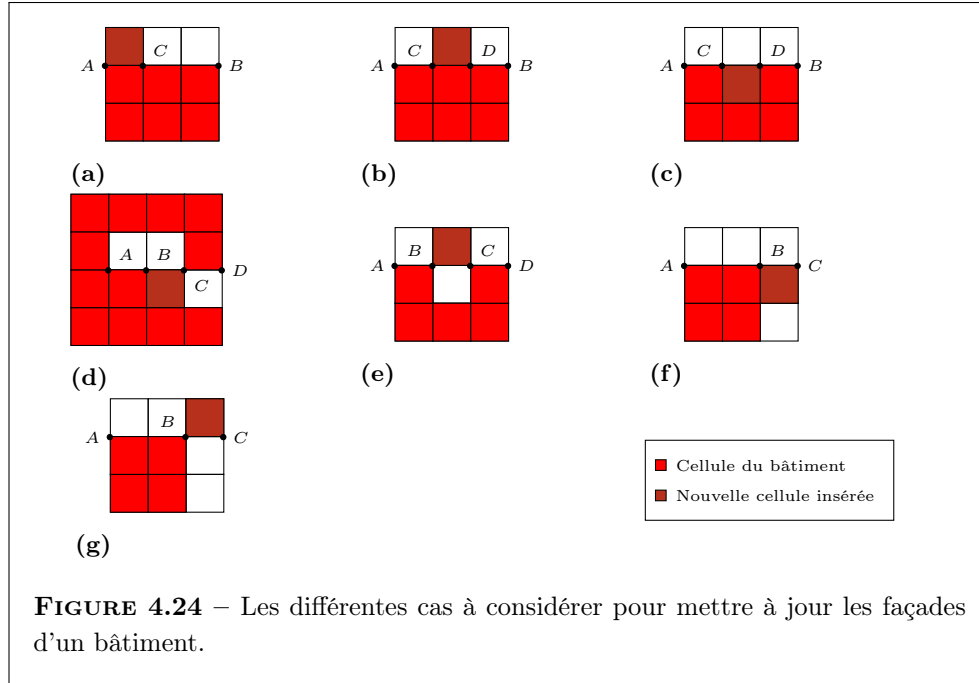 C
A
B
(a)
C
D
A
B
(b)
C
D
A
B
(c)
A
B
D
C
(d)
B
C
A
D
(e)
B
A
C
(f)
B
A
C
(g)
Cellule du bâtiment
Nouvelle cellule insérée
FIGURE 4.24 – Les différentes cas à considérer pour mettre à jour les façades
d'un bâtiment.